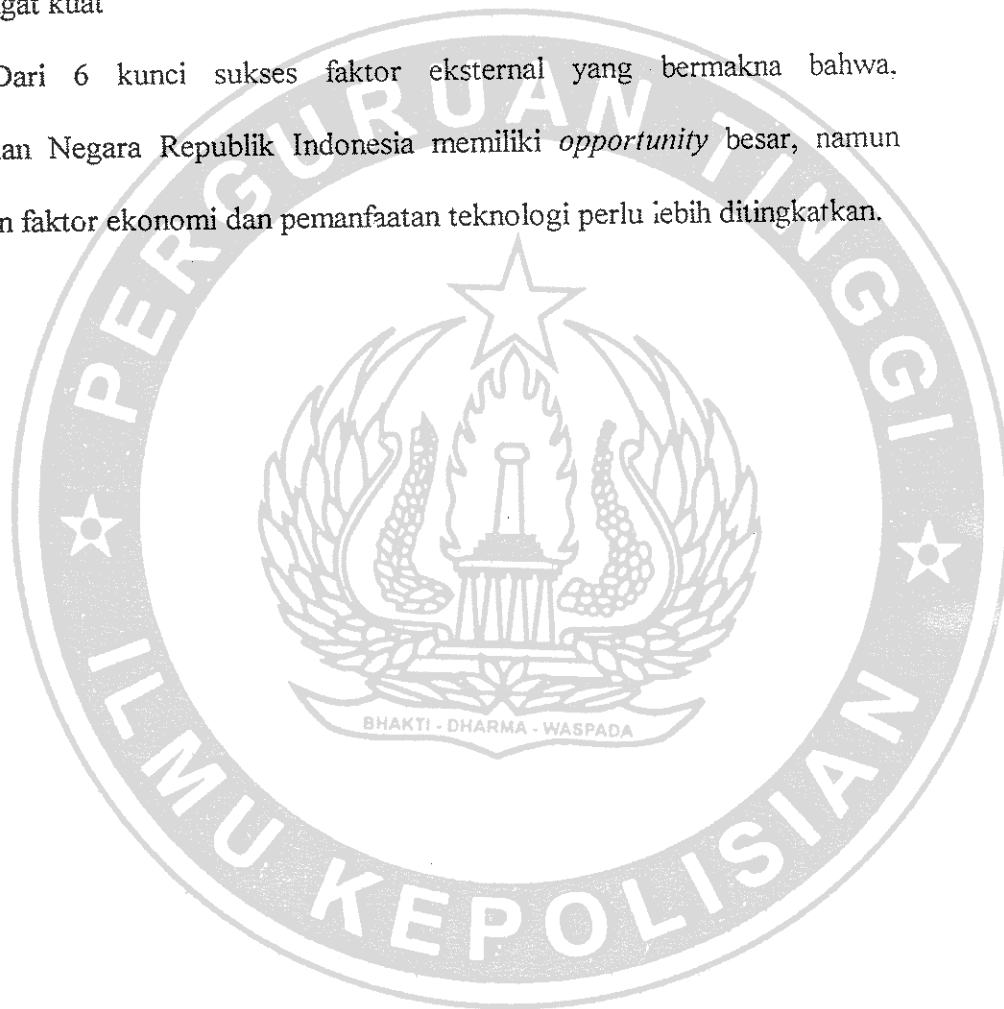 gat kuat
Dari 6 kunci sukses faktor eksternal yang bermakna bahwa.
an Negara Republik Indonesia memiliki opportunity besar, namun
n faktor ekonomi dan pemanfaatan teknologi perlu lebih ditingkatkan.
PERGURUAN TINGGI
BHAKTI - DHARMA - WASPADA
ILMU KEPOLISIAN